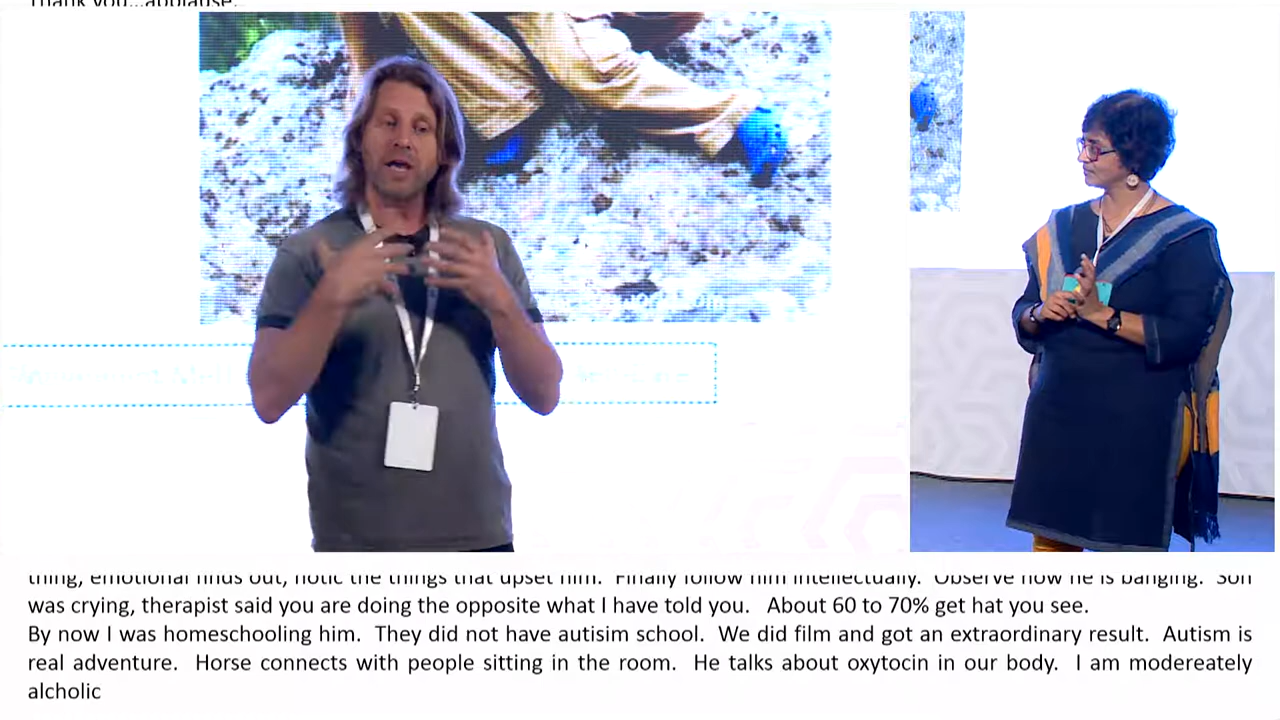 Thank you...applause.
thing, emotional finds out, notic the things that upset him. Finally follow him intellectually. Observe how he is banging. Son
was crying, therapist said you are doing the opposite what I have told you. About 60 to 70% get hat you see.
By now I was homeschooling him. They did not have autisim school. We did film and got an extraordinary result. Autism is
real adventure. Horse connects with people sitting in the room. He talks about oxytocin in our body. I am modereately
alcholic